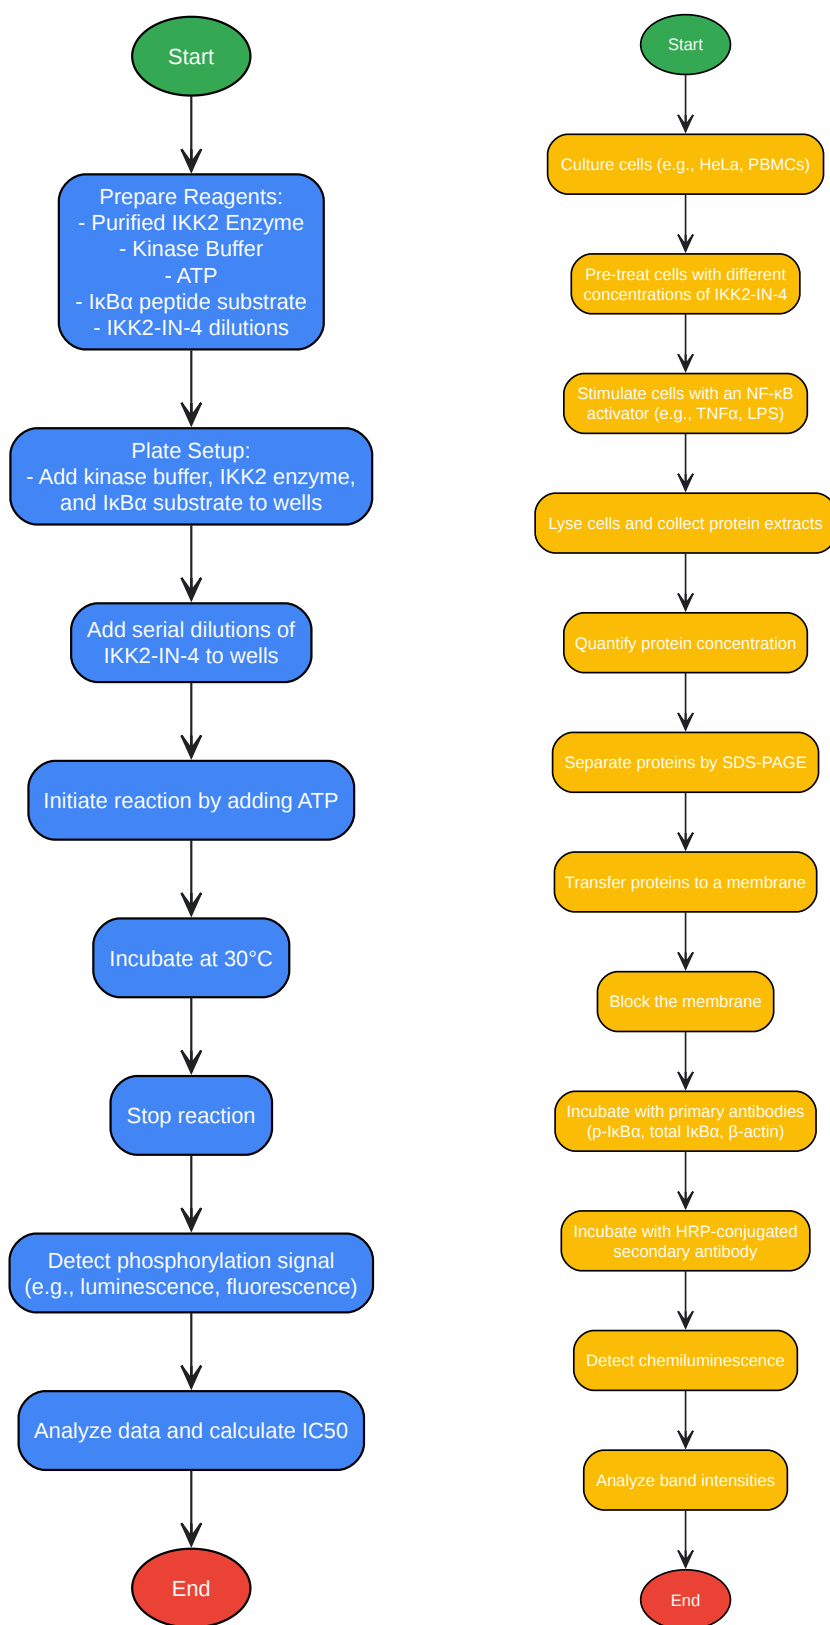 Start
Prepare Reagents:
- Purified IKK2 Enzyme
- Kinase Buffer
- ATP
- IκBα peptide substrate
- IKK2-IN-4 dilutions
Plate Setup:
- Add kinase buffer, IKK2 enzyme,
and IκBα substrate to wells
Add serial dilutions of
IKK2-IN-4 to wells
Initiate reaction by adding ATP
Incubate at 30°C
Stop reaction
Detect phosphorylation signal
(e.g., luminescence, fluorescence)
Analyze data and calculate IC50
End
Start
Culture cells (e.g., HeLa, PBMCs)
Pre-treat cells with different
concentrations of IKK2-IN-4
Stimulate cells with an NF-κB
activator (e.g., TNFα, LPS)
Lyse cells and collect protein extracts
Quantify protein concentration
Separate proteins by SDS-PAGE
Transfer proteins to a membrane
Block the membrane
Incubate with primary antibodies
(p-IκBα, total IκBα, β-actin)
Incubate with HRP-conjugated
secondary antibody
Detect chemiluminescence
Analyze band intensities
End